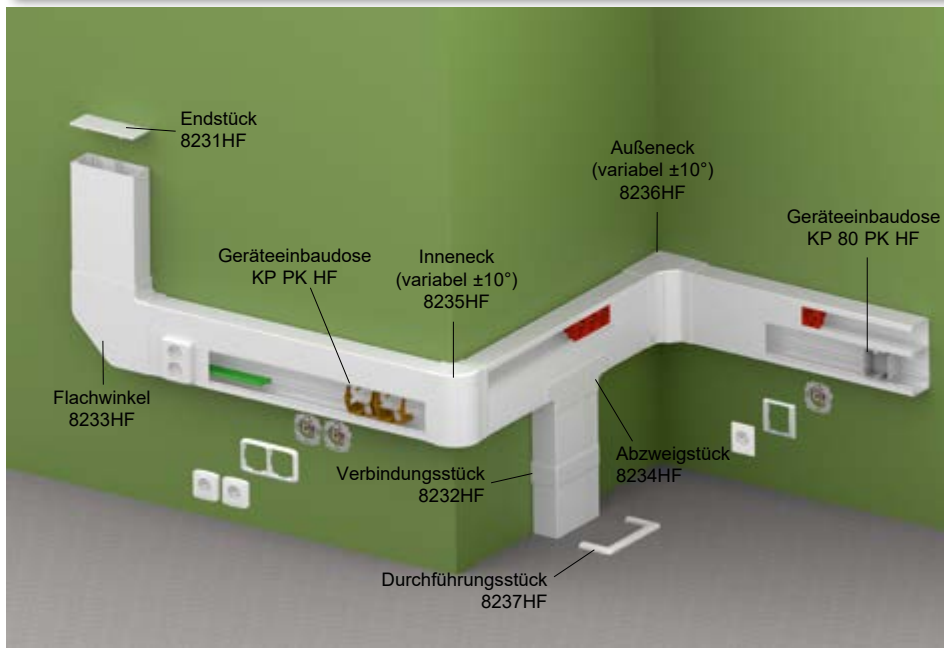 Endstück
8231HF
Außeneck
(variabel ±10°)
8236HF
Geräteeinbaudose
KP 80 PK HF
Geräteeinbaudose
KP PK HF
Inneneck
(variabel ±10°)
8235HF
Flachwinkel
8233HF
Verbindungsstück
8232HF
Abzweigstück
8234HF
Durchführungsstück
8237HF